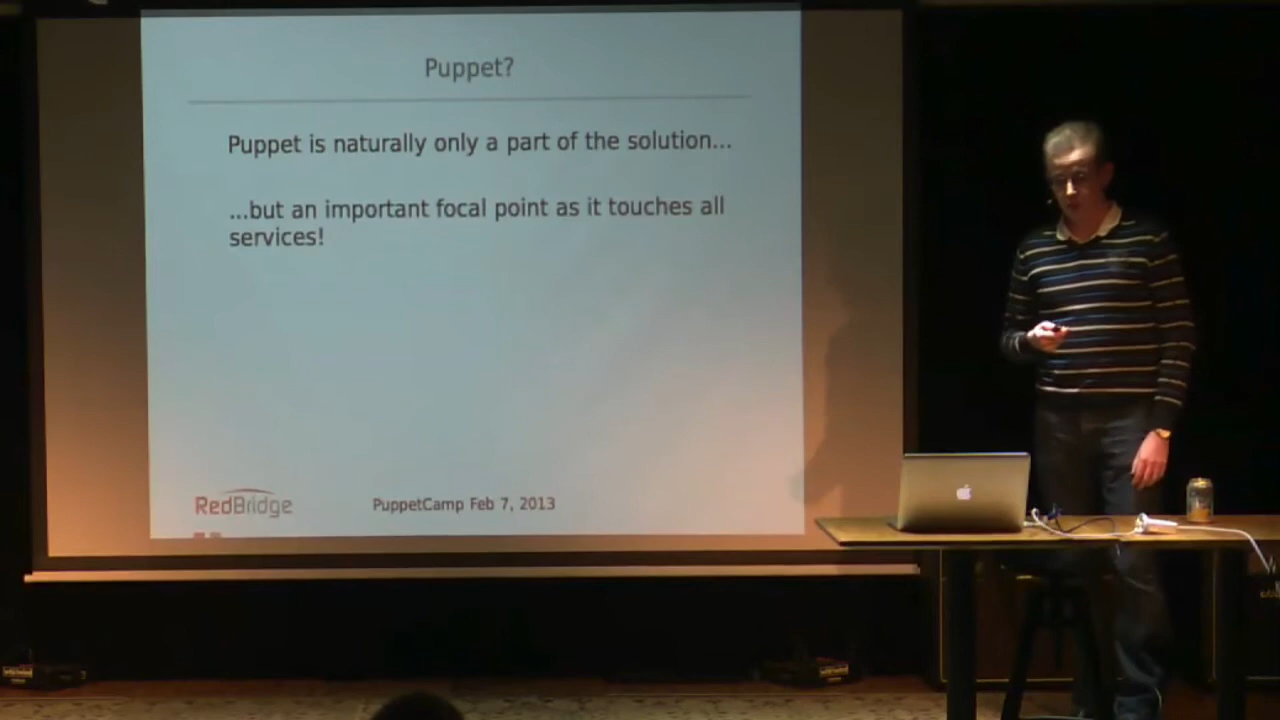 Puppet?
Puppet is naturally only a part of the solution...
...but an important focal point as it touches all
services!
RedBridge
PuppetCamp Feb 7, 2013